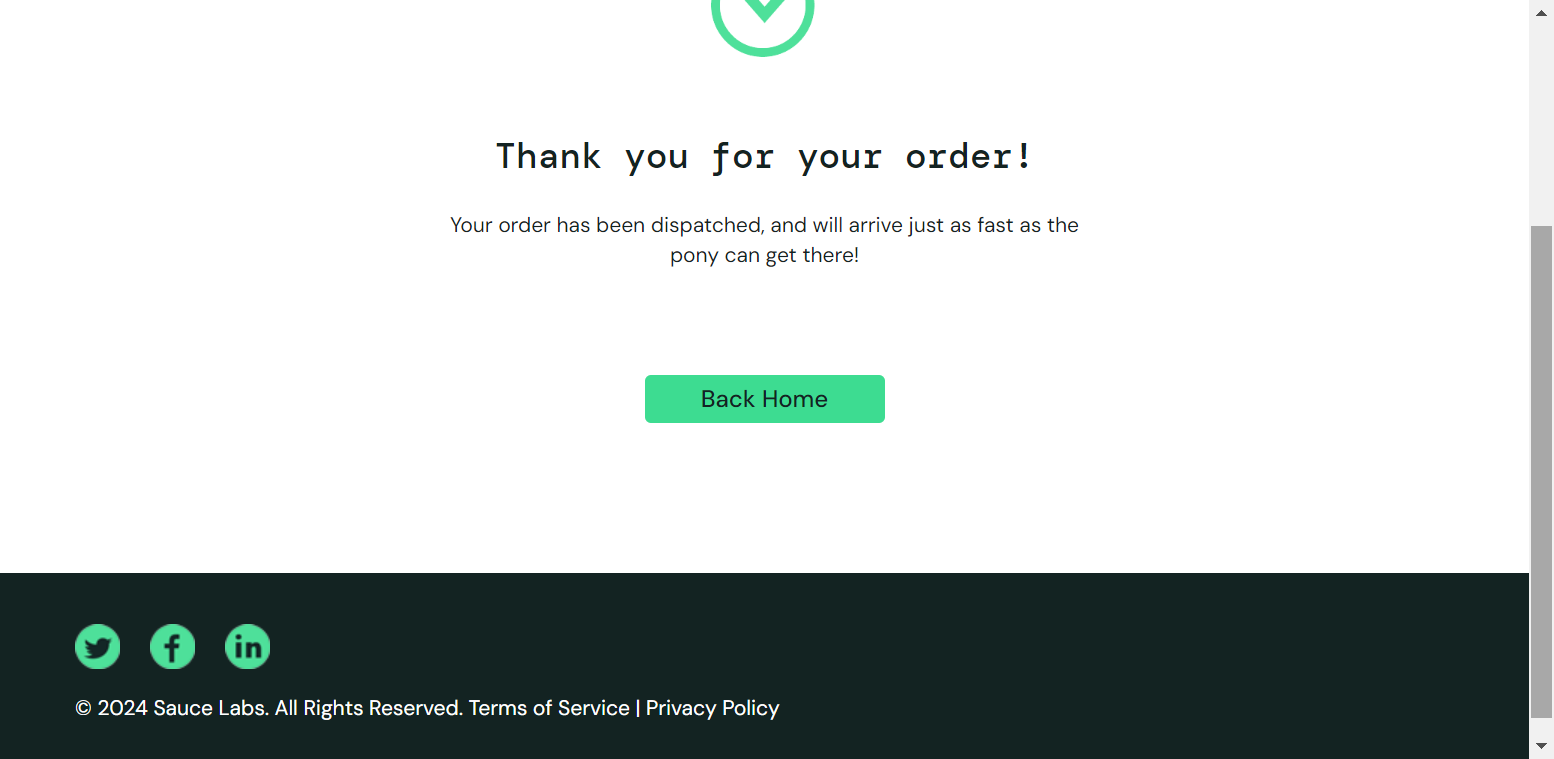 Thank you for your order!
Your order has been dispatched, and will arrive just as fast as the
pony can get there!
Back Home
© 2024 Sauce Labs. All Rights Reserved. Terms of Service | Privacy Policy